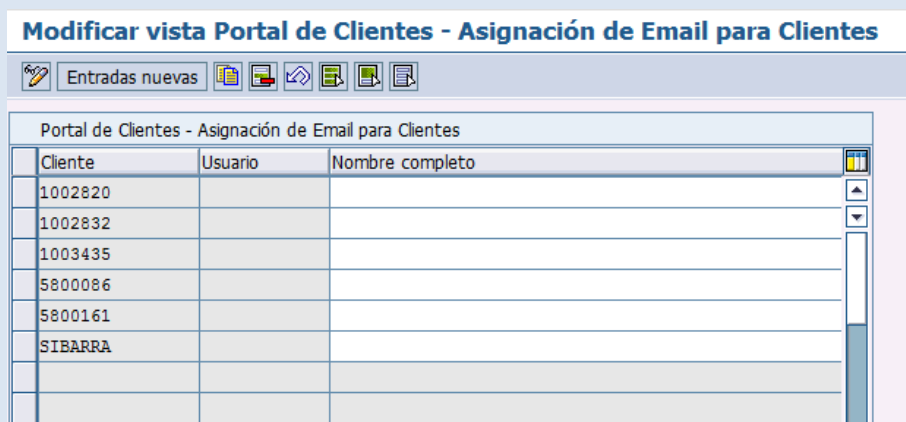 Modificar vista Portal de Clientes - Asignación de Email para Clientes
Entradas nuevas
Portal de Clientes - Asignación de Email para Clientes
Cliente Usuario Nombre completo
1002820
1002832
1003435
5800086
5800161
SIBARRA